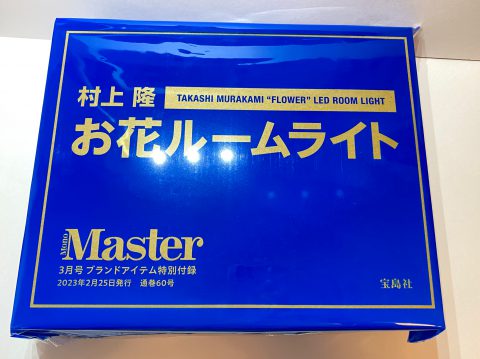 村上 隆
TAKASHI MURAKAMI “FLOWER” LED ROOM LIGHT
お花ルームライト
Mono
Master
3月号 ブランドアイテム特別付録
2023年2月25日発行 通巻60号
宝島社